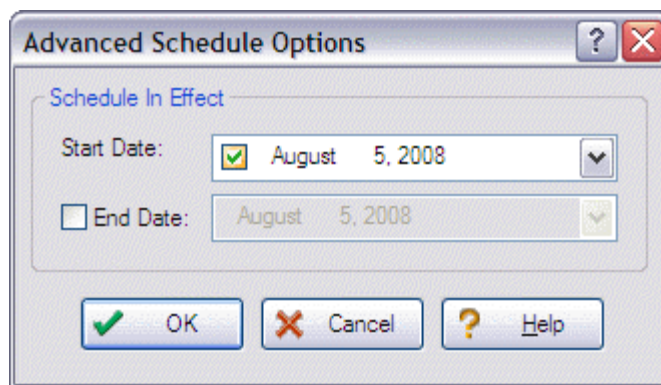 Advanced Schedule Options
Schedule In Effect
Start Date: August 5, 2008
End Date: August 5, 2008
OK Cancel Help